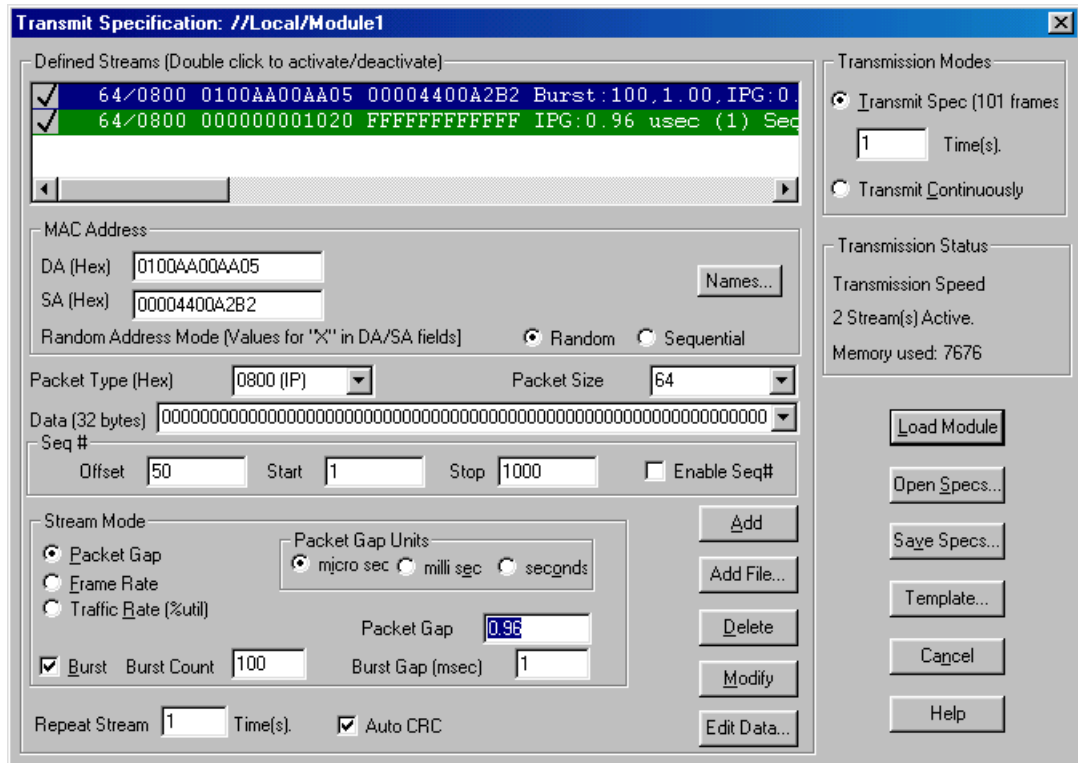 Transmit Specification: //Local/Module1
Defined Streams (Double click to activate/deactivate)
64/0800 0100AA00AA05 00004400A2B2 Burst:100,1.00,IPG:0.
64/0800 000000001020 FFFFFFFFFFFF IPG:0.96 usec (1) Seq
MAC Address
DA (Hex) 0100AA00AA05
SA (Hex) 00004400A2B2
Names...
Random Address Mode [Values for "X" in DA/SA fields] Random Sequential
Packet Type (Hex) 0800 (IP) Packet Size 64
Data (32 bytes) 0000000000000000000000000000000000000000000000000000000000000000
Seq #
Offset 50 Start 1 Stop 1000 Enable Seq#
Stream Mode
Packet Gap
Frame Rate
Traffic Rate (%util)
Packet Gap Units
micro sec milli sec seconds
Packet Gap 0.96
Burst Burst Count 100 Burst Gap (msec) 1
Repeat Stream 1 Time(s). Auto CRC
Add
Add File...
Delete
Modify
Edit Data...
Transmission Modes
Transmit Spec (101 frames
1 Time(s).
Transmit Continuously
Transmission Status
Transmission Speed
2 Stream(s) Active.
Memory used: 7676
Load Module
Open Specs...
Save Specs...
Template...
Cancel
Help